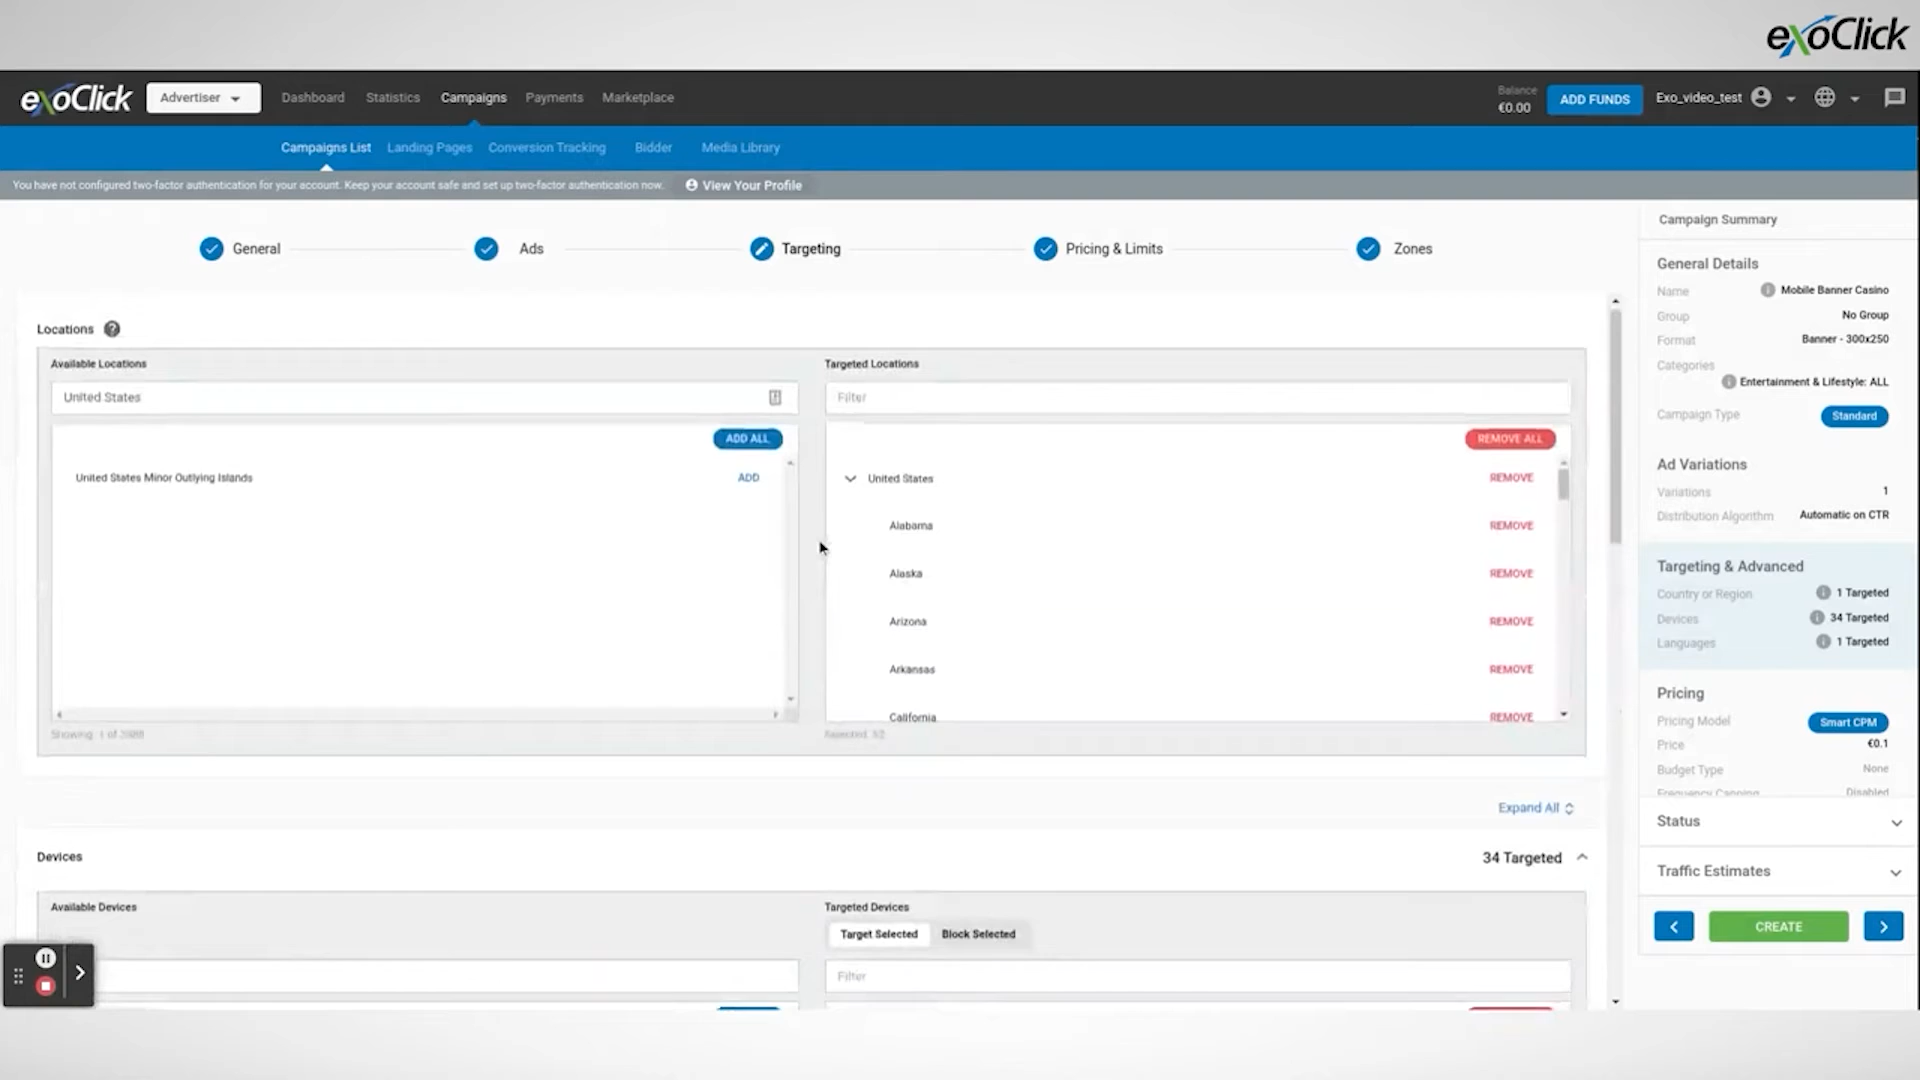 exoClick
exoClick
Advertiser
Dashboard
Statistics
Campaigns
Payments
Marketplace
Balance
€0.00
ADD FUNDS
Exo_video_test
Campaigns List
Landing Pages
Conversion Tracking
Bidder
Media Library
You have not configured two-factor authentication for your account. Keep your account safe and set up two-factor authentication now.
View Your Profile
General
Ads
Targeting
Pricing & Limits
Zones
Locations
Available Locations
United States
ADD ALL
United States Minor Outlying Islands ADD
Showing: 1 of
Targeted Locations
Filter
REMOVE ALL
United States REMOVE
Alabama REMOVE
Alaska REMOVE
Arizona REMOVE
Arkansas REMOVE
California REMOVE
Selected: 52
Expand All
Devices
34 Targeted
Available Devices
Targeted Devices
Target Selected
Block Selected
Filter
Campaign Summary
General Details
Name Mobile Banner Casino
Group No Group
Format Banner - 300x250
Categories
Entertainment & Lifestyle: ALL
Campaign Type Standard
Ad Variations
Variations 1
Distribution Algorithm Automatic on CTR
Targeting & Advanced
Country or Region 1 Targeted
Devices 34 Targeted
Languages 1 Targeted
Pricing
Pricing Model Smart CPM
Price €0.1
Budget Type None
Frequency Capping Disabled
Status
Traffic Estimates
CREATE